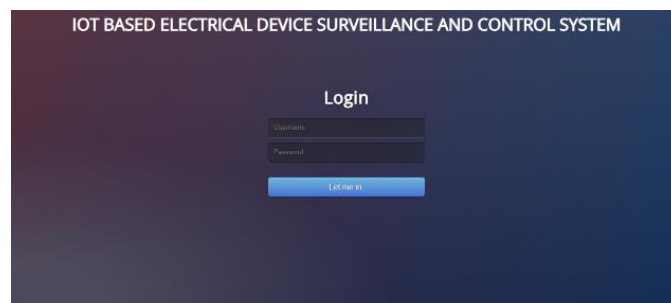 IOT BASED ELECTRICAL DEVICE SURVEILLANCE AND CONTROL SYSTEM
Login
Username
Password
Let me in.